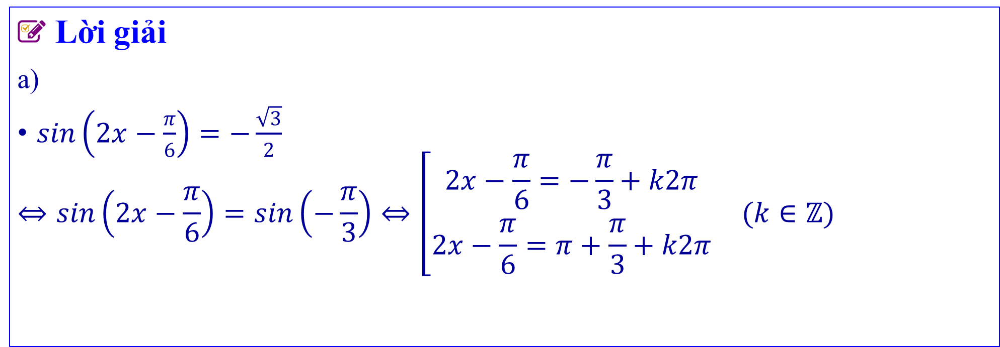 Lời giải
a)
• sin(2x − π/6) = −√3/2
⇔ sin(2x − π/6) = sin(−π/3) ⇔ [ 2x − π/6 = −π/3 + k2π
2x − π/6 = π + π/3 + k2π (k ∈ ℤ)